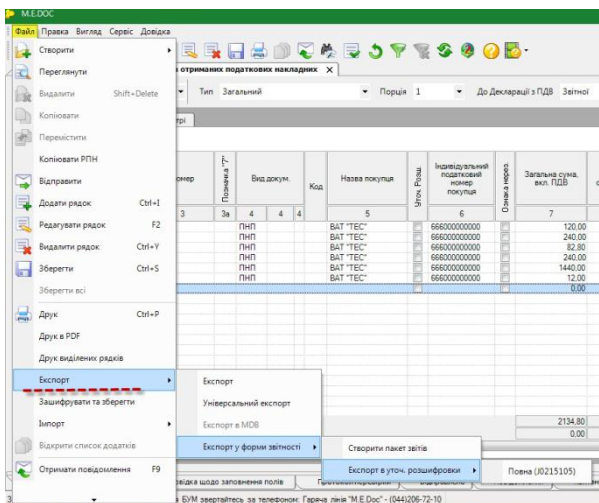 M.E.DOC
Файл Правка Вигляд Сервіс Довідка
Створити
Переглянути
Видалити Shift+Delete
Копіювати
Перемістити
Копіювати РПН
Відправити
Додати рядок Ctrl+I
Редагувати рядок F2
Видалити рядок Ctrl+Y
Зберегти Ctrl+S
Зберегти всі
Друк Ctrl+P
Друк в PDF
Друк виділених рядків
Експорт
Зашифрувати та зберегти
Імпорт
Відкрити список додатків
Отримати повідомлення F9
Експорт
Універсальний експорт
Експорт в MDB
Експорт у форми звітності
Створити пакет звітів
Експорт в уточ. розшифровки
Повна (J0215105)
отриманих податкових накладних X
Тип Загальний Порція 1 До Декларації з ПДВ Звітної
Позначка "7" Вид докум. Код Назва покупця Уточ. Розш. Індивідуальний податковий номер покупця Загальна сума, вкл. ПДВ
3 3а 4 4 4 5 6 7
ПНП ВАТ "ТЕС" 666000000000 120,00
ПНП ВАТ "ТЕС" 666000000000 240,00
ПНП ВАТ "ТЕС" 666000000000 82,80
ПНП ВАТ "ТЕС" 666000000000 240,00
ПНП ВАТ "ТЕС" 666000000000 1440,00
ПНП ВАТ "ТЕС" 666000000000 12,00
0,00
2134,80
0,00
щодо заповнення полів
БУМ звертайтесь за телефоном: Гаряча лінія "M.E.Doc" - (044)206-72-10